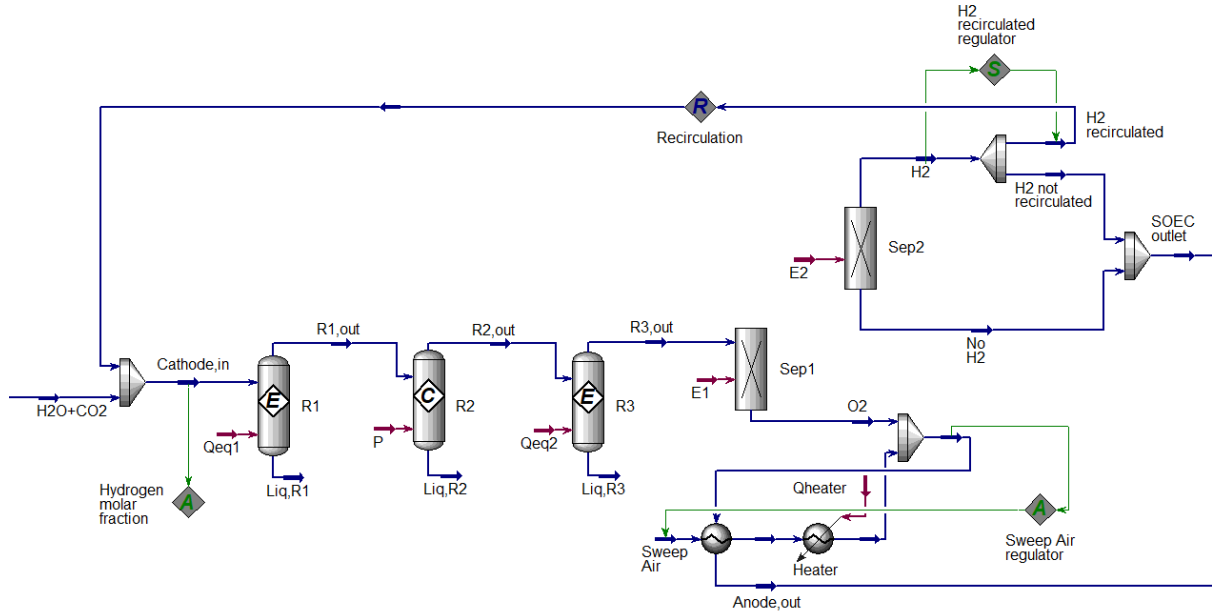 H2
recirculated
regulator
S
R
Recirculation
H2
recirculated
H2
H2 not
recirculated
SOEC
outlet
Sep2
E2
No
H2
R1,out
R2,out
R3,out
Cathode,in
H2O+CO2
E
R1
C
R2
E
R3
Sep1
Qeq1
P
Qeq2
E1
O2
Liq,R1
Liq,R2
Liq,R3
Hydrogen
molar
fraction
A
Qheater
A
Sweep Air
regulator
Sweep
Air
Heater
Anode,out